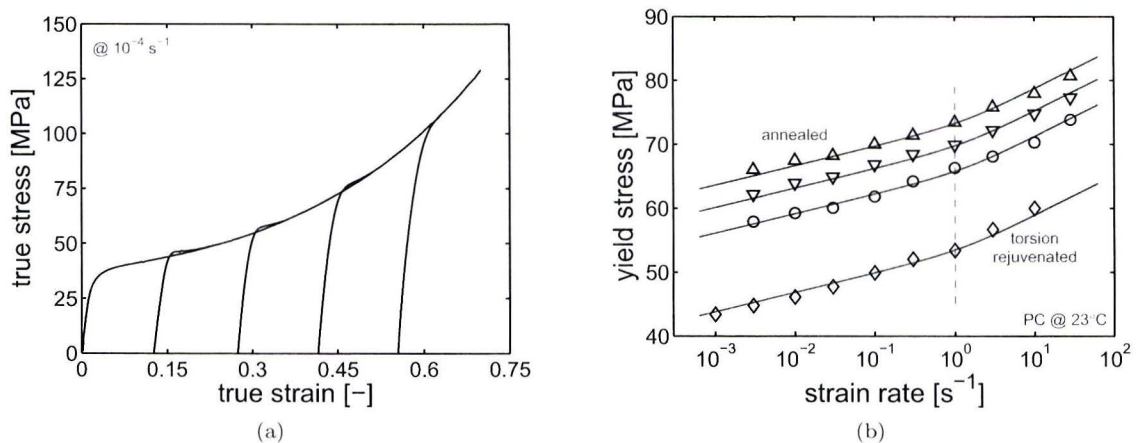 150
125
100
75
50
25
0
true stress [MPa]
@ 10⁻⁴ s⁻¹
0 0.15 0.3 0.45 0.6 0.75
true strain [−]
(a)
90
80
70
60
50
40
yield stress [MPa]
annealed
torsion
rejuvenated
PC @ 23°C
10⁻³ 10⁻² 10⁻¹ 10⁰ 10¹ 10²
strain rate [s⁻¹]
(b)